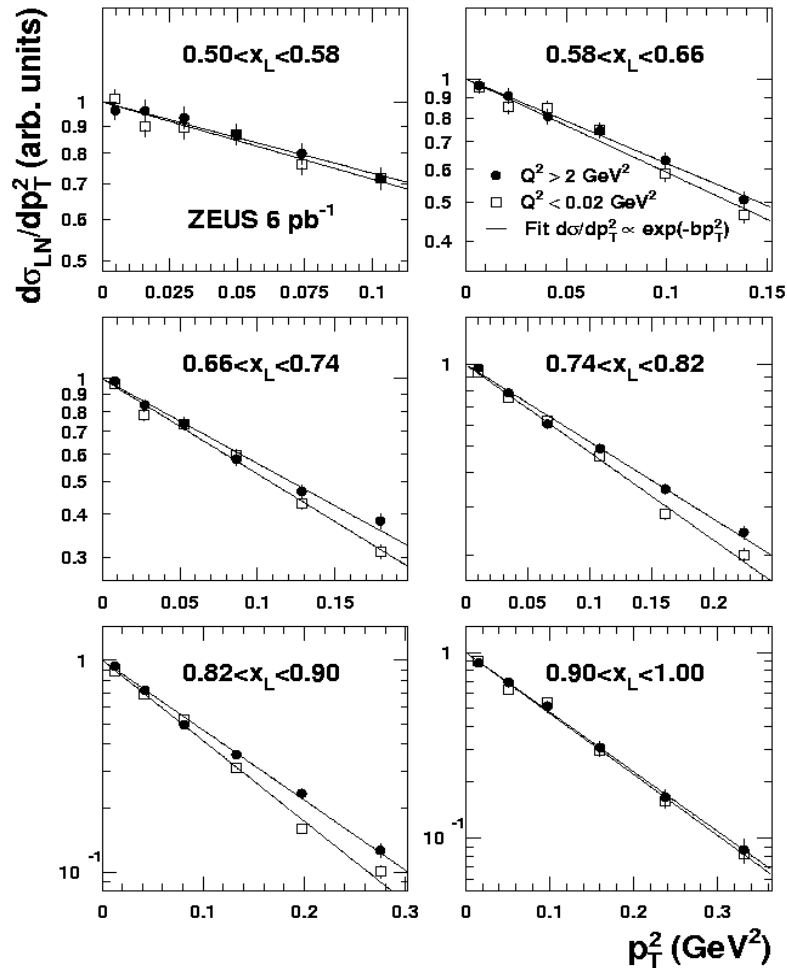 dσ_LN/dp_T^2 (arb. units)
0.50<x_L<0.58
1
0.9
0.8
0.7
0.6
0.5
ZEUS 6 pb^-1
0 0.025 0.05 0.074 0.1
0.58<x_L<0.66
1
0.9
0.8
0.7
0.6
0.5
0.4
Q^2 > 2 GeV^2
Q^2 < 0.02 GeV^2
Fit dσ/dp_T^2 ∝ exp(-bp_T^2)
0 0.05 0.1 0.15
0.66<x_L<0.74
1
0.9
0.8
0.7
0.6
0.5
0.4
0.3
0 0.05 0.1 0.15
0.74<x_L<0.82
1
0 0.05 0.1 0.15 0.2
0.82<x_L<0.90
1
10^-1
0 0.1 0.2 0.3
0.90<x_L<1.00
1
10^-1
0 0.1 0.2 0.3
p_T^2 (GeV^2)